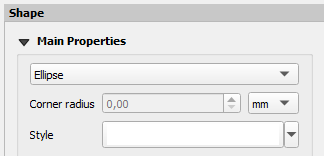 Shape
Main Properties
Ellipse
Corner radius 0,00 mm
Style